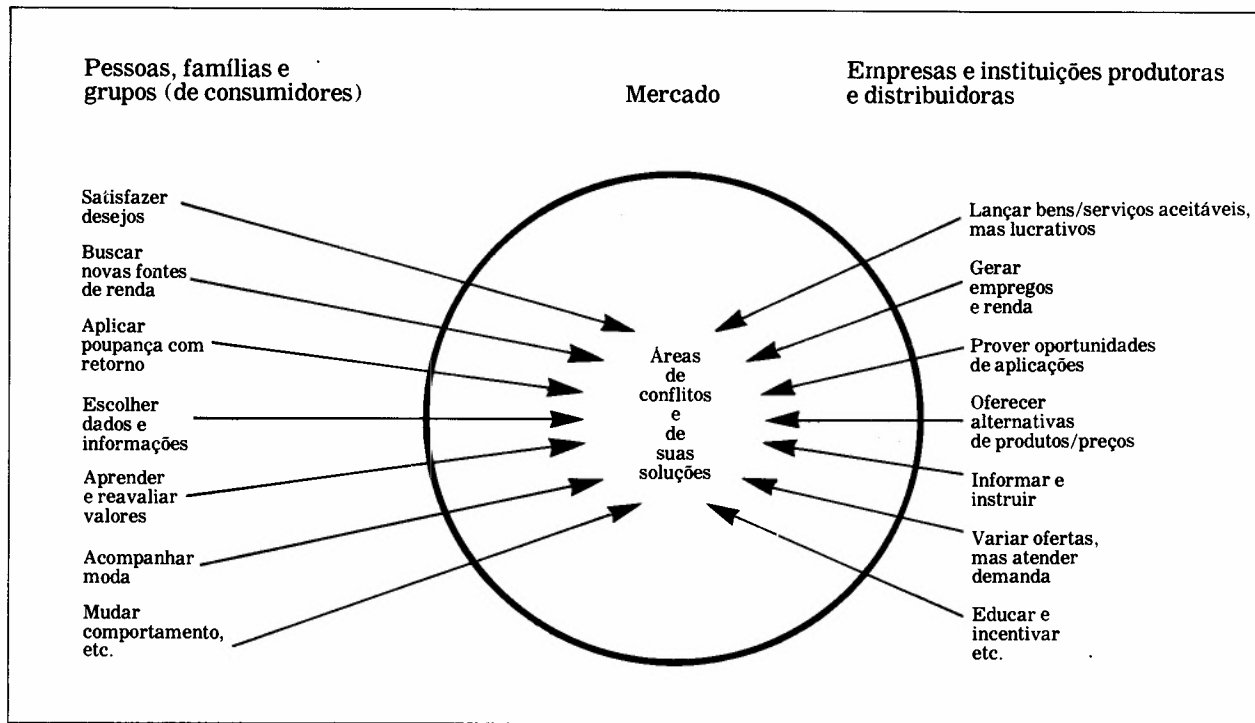 Pessoas, famílias e
grupos (de consumidores)
Mercado
Empresas e instituições produtoras
e distribuidoras
Satisfazer
desejos
Buscar
novas fontes
de renda
Aplicar
poupança com
retorno
Escolher
dados e
informações
Aprender
e reavaliar
valores
Acompanhar
moda
Mudar
comportamento,
etc.
Áreas
de
conflitos
e
de
suas
soluções
Lançar bens/serviços aceitáveis,
mas lucrativos
Gerar
empregos
e renda
Prover oportunidades
de aplicações
Oferecer
alternativas
de produtos/preços
Informar e
instruir
Variar ofertas,
mas atender
demanda
Educar e
incentivar
etc.